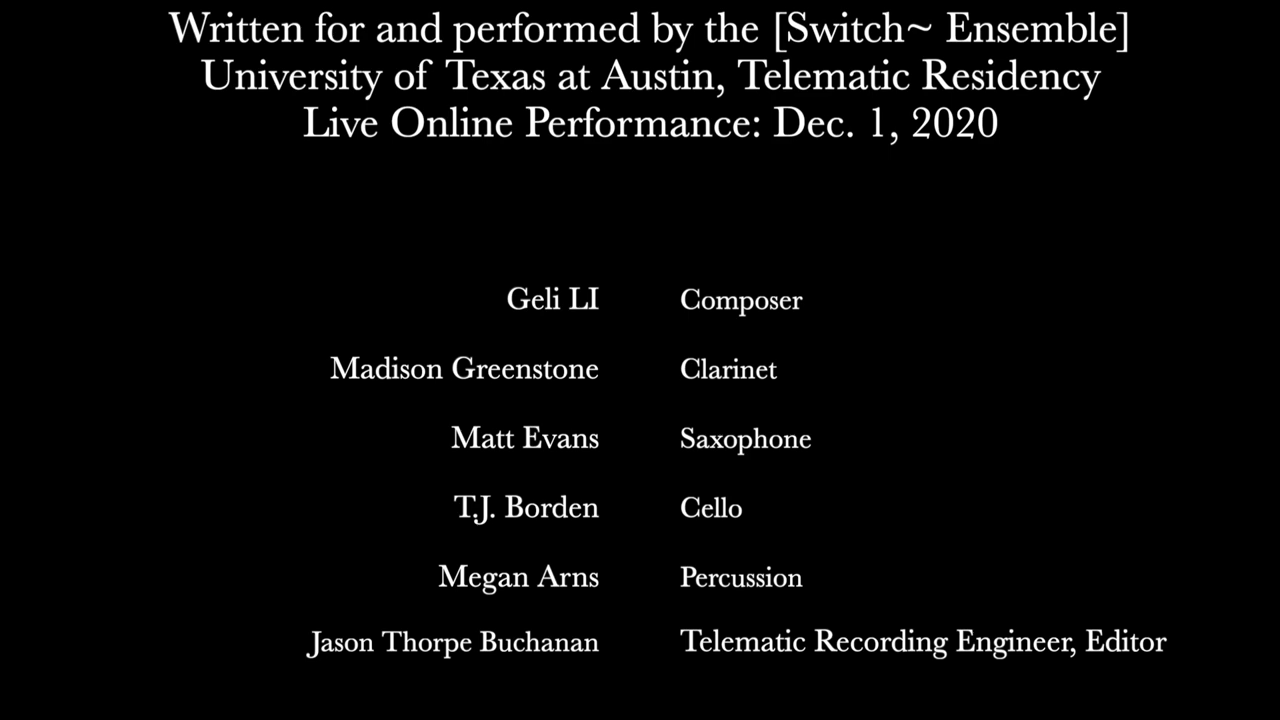 Written for and performed by the [Switch~ Ensemble]
University of Texas at Austin, Telematic Residency
Live Online Performance: Dec. 1, 2020
Geli LI Composer
Madison Greenstone Clarinet
Matt Evans Saxophone
T.J. Borden Cello
Megan Arns Percussion
Jason Thorpe Buchanan Telematic Recording Engineer, Editor